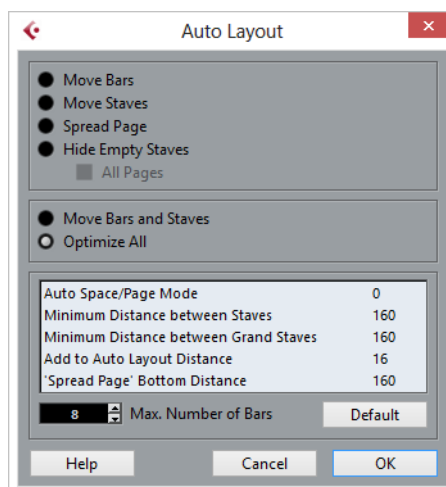 Auto Layout
Move Bars
Move Staves
Spread Page
Hide Empty Staves
All Pages
Move Bars and Staves
Optimize All
Auto Space/Page Mode 0
Minimum Distance between Staves 160
Minimum Distance between Grand Staves 160
Add to Auto Layout Distance 16
'Spread Page' Bottom Distance 160
8 Max. Number of Bars Default
Help Cancel OK